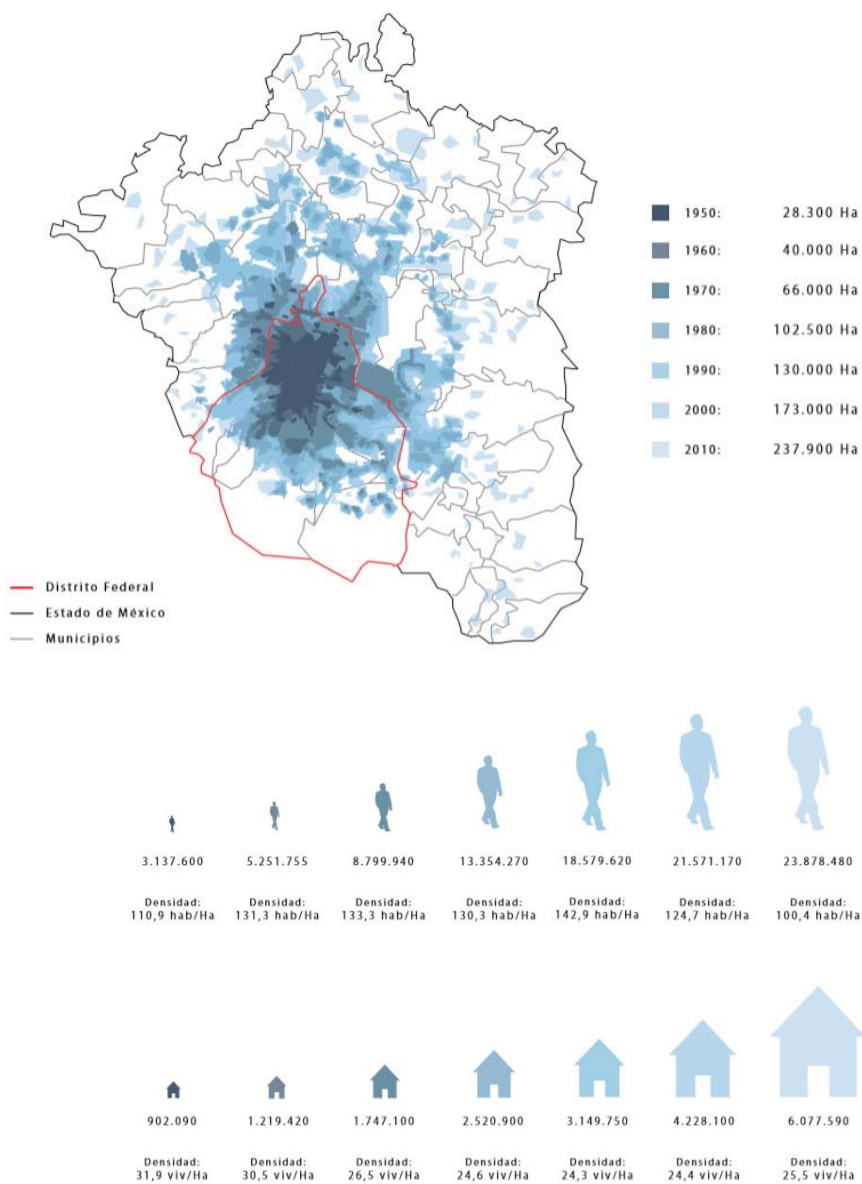 1950: 28.300 Ha
1960: 40.000 Ha
1970: 66.000 Ha
1980: 102.500 Ha
1990: 130.000 Ha
2000: 173.000 Ha
2010: 237.900 Ha
Distrito Federal
Estado de México
Municipios
3.137.600 5.251.755 8.799.940 13.354.270 18.579.620 21.571.170 23.878.480
Densidad: Densidad: Densidad: Densidad: Densidad: Densidad: Densidad:
110,9 hab/Ha 131,3 hab/Ha 133,3 hab/Ha 130,3 hab/Ha 142,9 hab/Ha 124,7 hab/Ha 100,4 hab/Ha
902.090 1.219.420 1.747.100 2.520.900 3.149.750 4.228.100 6.077.590
Densidad: Densidad: Densidad: Densidad: Densidad: Densidad: Densidad:
31,9 viv/Ha 30,5 viv/Ha 26,5 viv/Ha 24,6 viv/Ha 24,3 viv/Ha 24,4 viv/Ha 25,5 viv/Ha